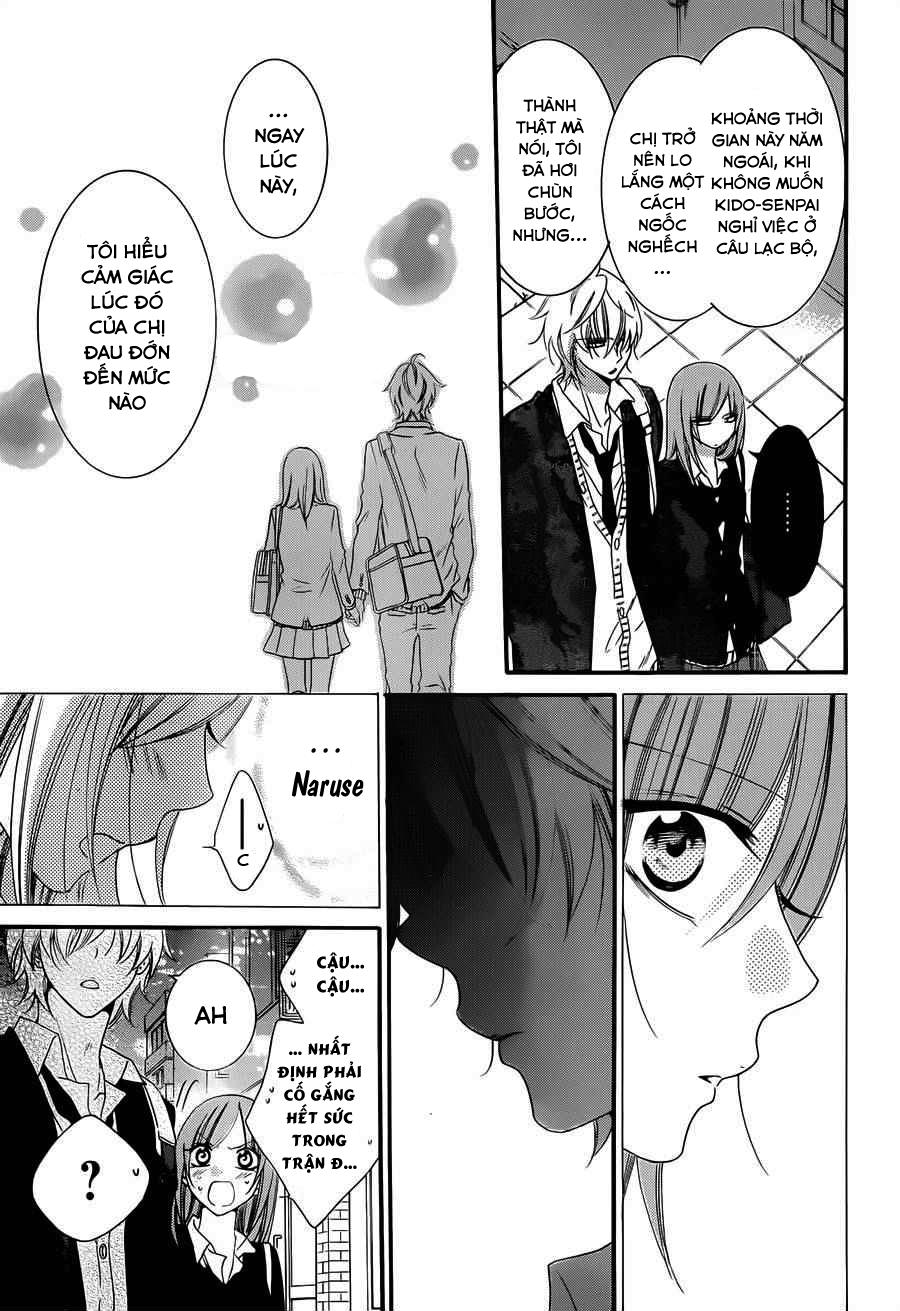 KHOẢNG THỜI
GIAN NÀY NĂM
NGOÁI, KHI
KHÔNG MUỐN
KIDO-SENPAI
NGHỈ VIỆC Ở
CÂU LẠC BỘ,
CHỊ TRỞ
NÊN LO
LẮNG MỘT
CÁCH
NGỐC
NGHẾCH
...
THÀNH
THẬT MÀ
NÓI, TÔI
ĐÃ HƠI
CHÙN
BƯỚC,
NHƯNG...
......
...
NGAY
LÚC
NÀY,
TÔI HIỂU
CẢM GIÁC
LÚC ĐÓ
CỦA CHỊ
ĐAU ĐỚN
ĐẾN MỨC
NÀO
...
Naruse
CẬU...
CẬU...
... NHẤT
ĐỊNH PHẢI
CỐ GẮNG
HẾT SỨC
TRONG
TRẬN Đ...
AH
?